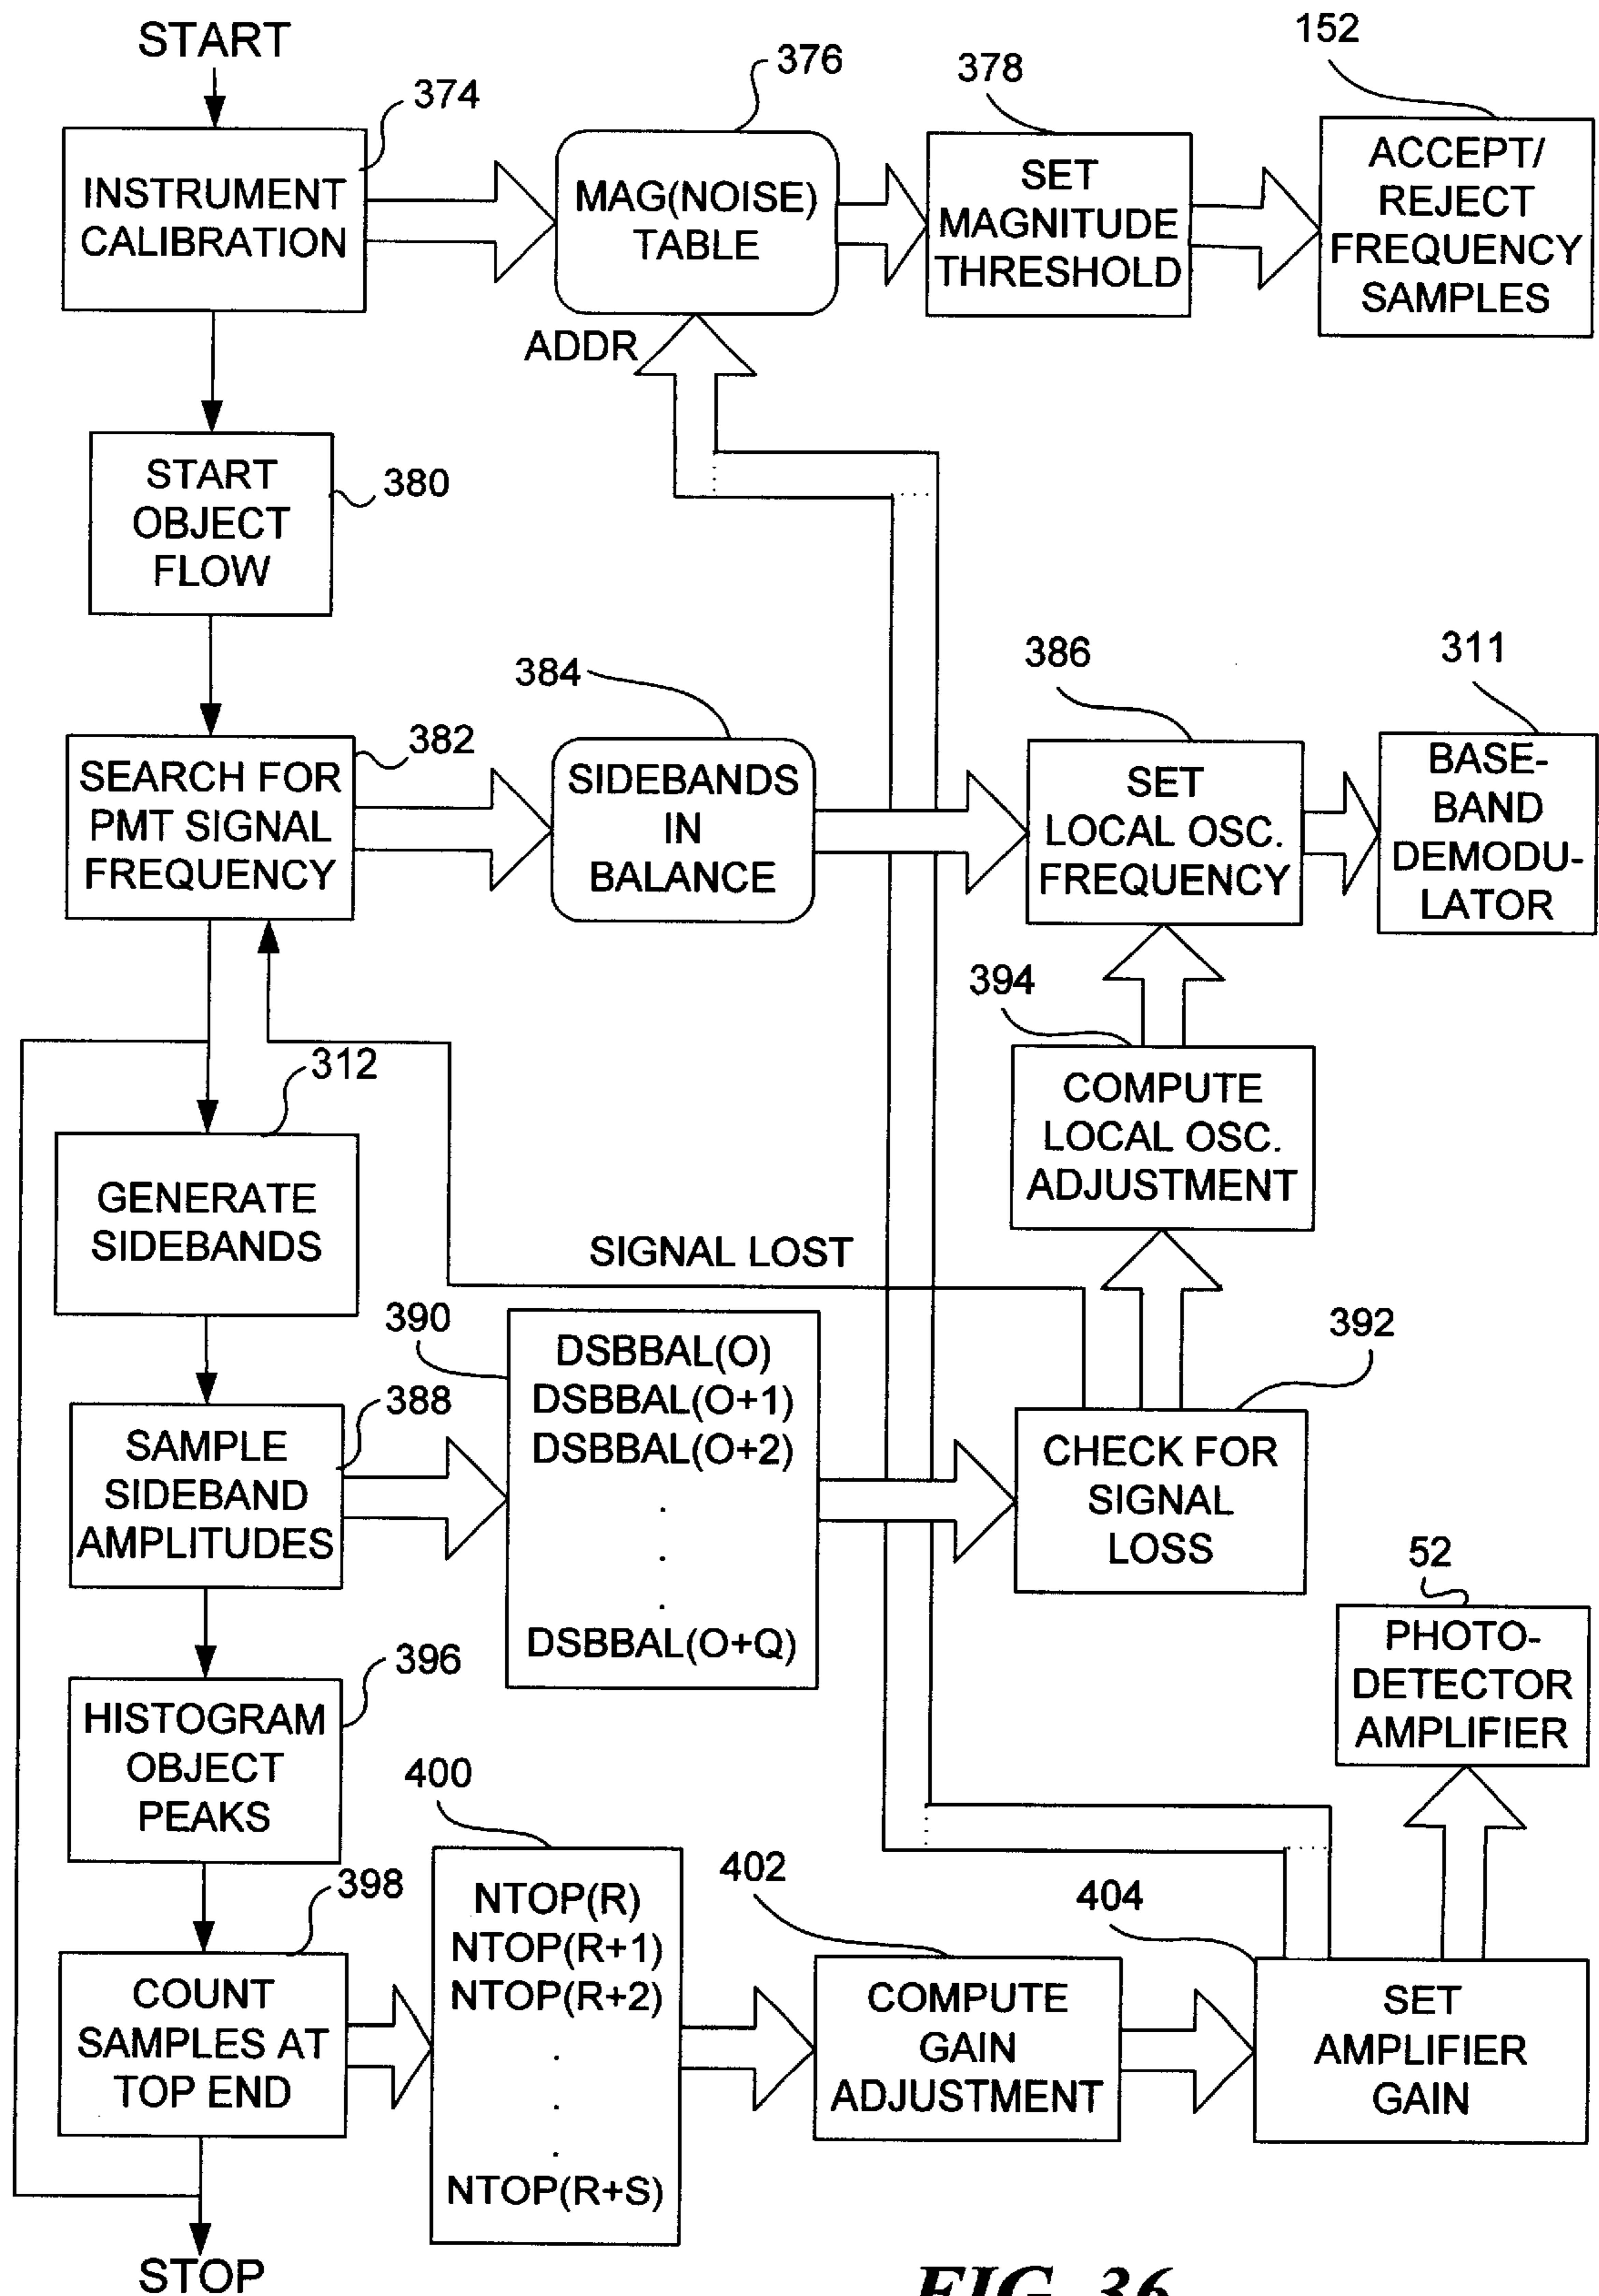 START
374
376
378
152
INSTRUMENT
CALIBRATION
MAG(NOISE)
TABLE
SET
MAGNITUDE
THRESHOLD
ACCEPT/
REJECT
FREQUENCY
SAMPLES
ADDR
START
OBJECT
FLOW
380
382
384
386
311
SEARCH FOR
PMT SIGNAL
FREQUENCY
SIDEBANDS
IN
BALANCE
SET
LOCAL OSC.
FREQUENCY
BASE-
BAND
DEMODU-
LATOR
394
COMPUTE
LOCAL OSC.
ADJUSTMENT
312
GENERATE
SIDEBANDS
SIGNAL LOST
390
392
388
SAMPLE
SIDEBAND
AMPLITUDES
DSBBAL(O)
DSBBAL(O+1)
DSBBAL(O+2)
.
.
.
DSBBAL(O+Q)
CHECK FOR
SIGNAL
LOSS
52
PHOTO-
DETECTOR
AMPLIFIER
396
HISTOGRAM
OBJECT
PEAKS
400
398
402
404
COUNT
SAMPLES AT
TOP END
NTOP(R)
NTOP(R+1)
NTOP(R+2)
.
.
.
NTOP(R+S)
COMPUTE
GAIN
ADJUSTMENT
SET
AMPLIFIER
GAIN
STOP
FIG. 36